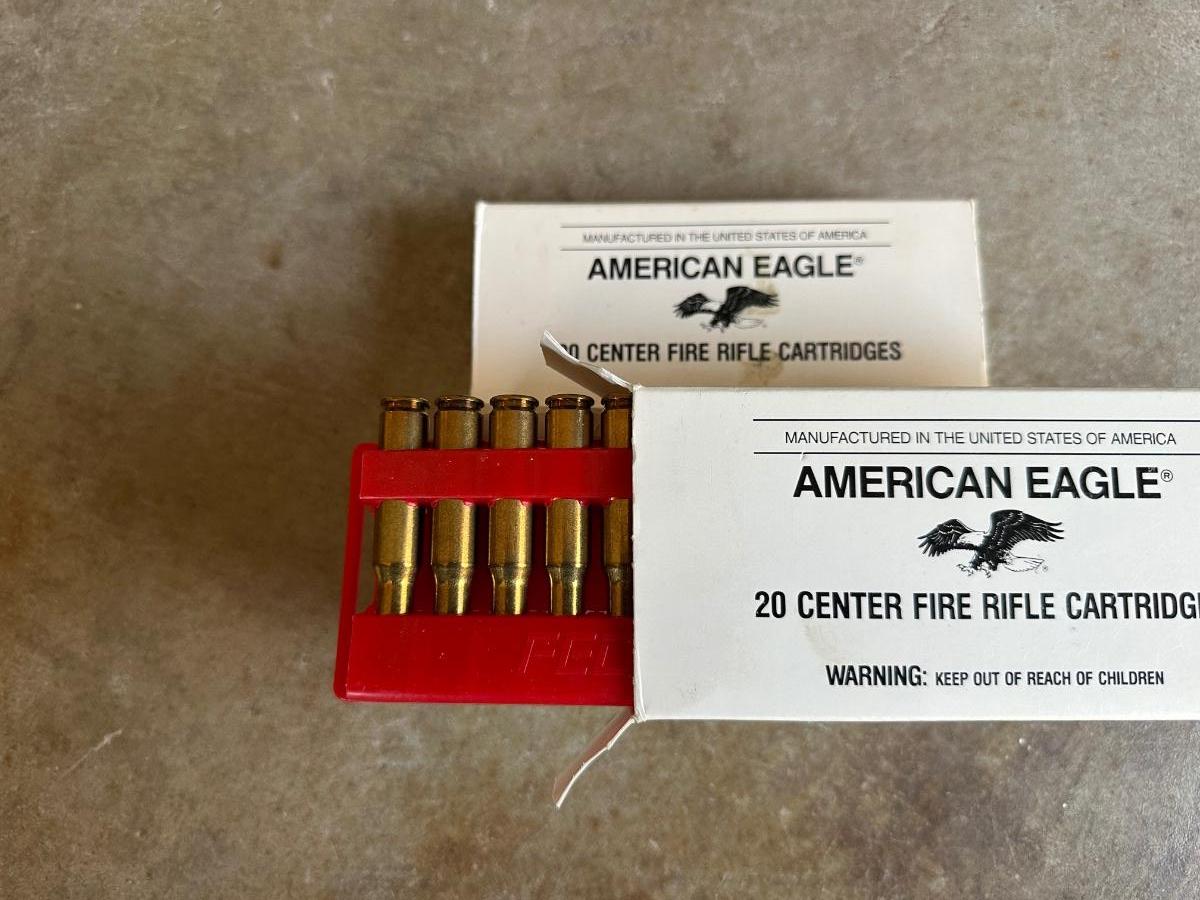 MANUFACTURED IN THE UNITED STATES OF AMERICA
AMERICAN EAGLE®
20 CENTER FIRE RIFLE CARTRIDGES
MANUFACTURED IN THE UNITED STATES OF AMERICA
AMERICAN EAGLE®
20 CENTER FIRE RIFLE CARTRIDG
WARNING: KEEP OUT OF REACH OF CHILDREN
FED